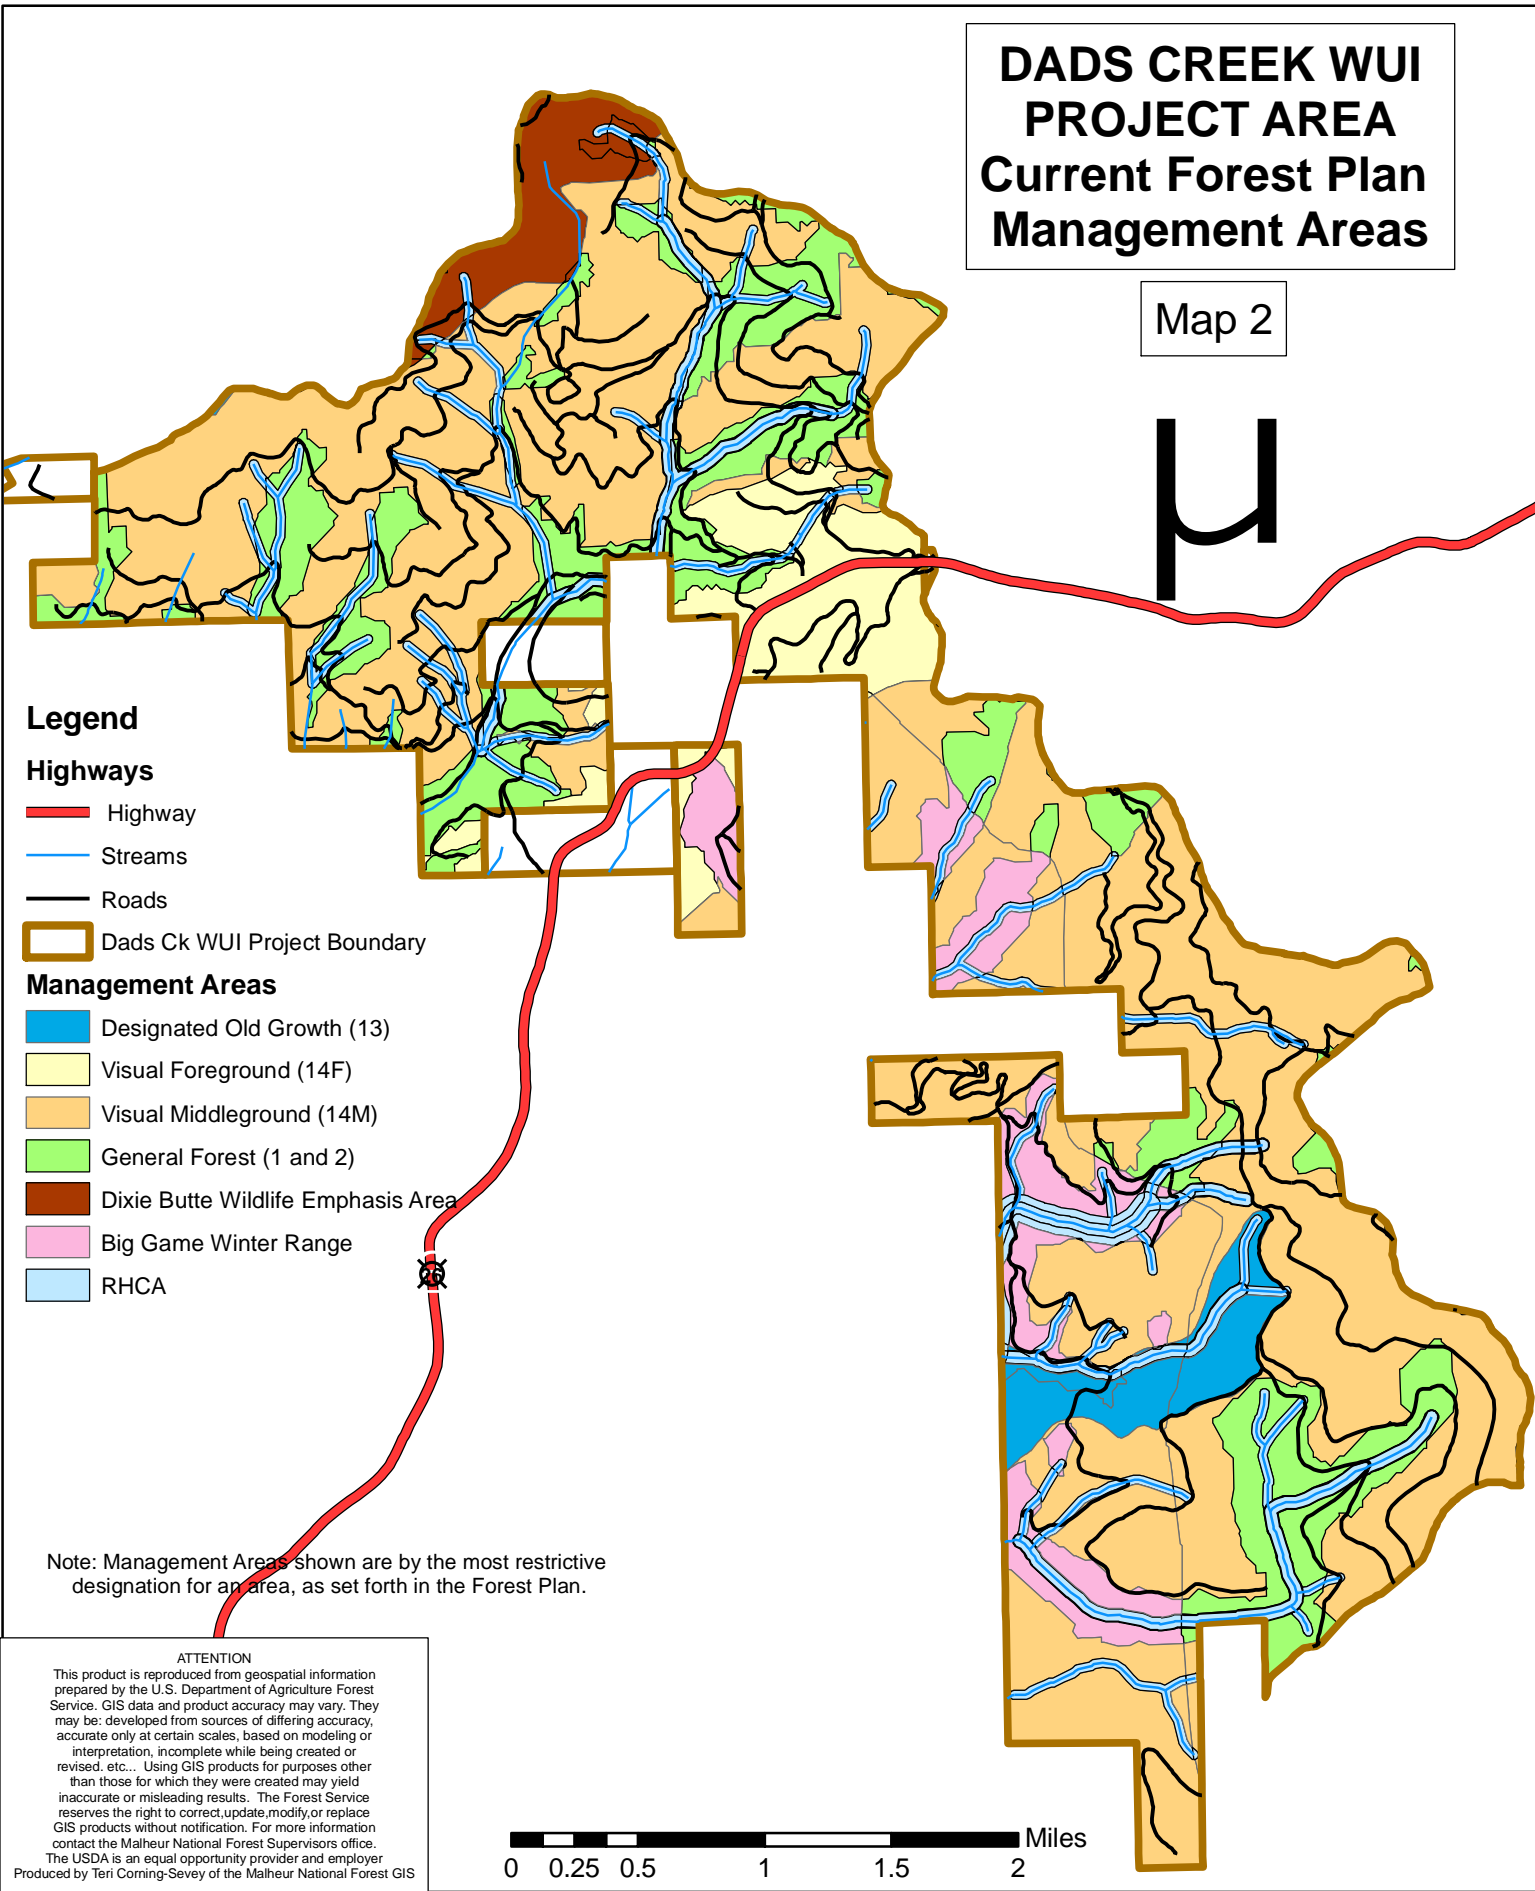 DADS CREEK WUI
PROJECT AREA
Current Forest Plan
Management Areas
Map 2
µ
Legend
Highways
Highway
Streams
Roads
Dads Ck WUI Project Boundary
Management Areas
Designated Old Growth (13)
Visual Foreground (14F)
Visual Middleground (14M)
General Forest (1 and 2)
Dixie Butte Wildlife Emphasis Area
Big Game Winter Range
RHCA
26
Note: Management Areas shown are by the most restrictive
designation for an area, as set forth in the Forest Plan.
ATTENTION
This product is reproduced from geospatial information
prepared by the U.S. Department of Agriculture Forest
Service. GIS data and product accuracy may vary. They
may be: developed from sources of differing accuracy,
accurate only at certain scales, based on modeling or
interpretation, incomplete while being created or
revised. etc... Using GIS products for purposes other
than those for which they were created may yield
inaccurate or misleading results. The Forest Service
reserves the right to correct,update,modify,or replace
GIS products without notification. For more information
contact the Malheur National Forest Supervisors office.
The USDA is an equal opportunity provider and employer
Produced by Teri Corning-Sevey of the Malheur National Forest GIS
Miles
0 0.25 0.5 1 1.5 2